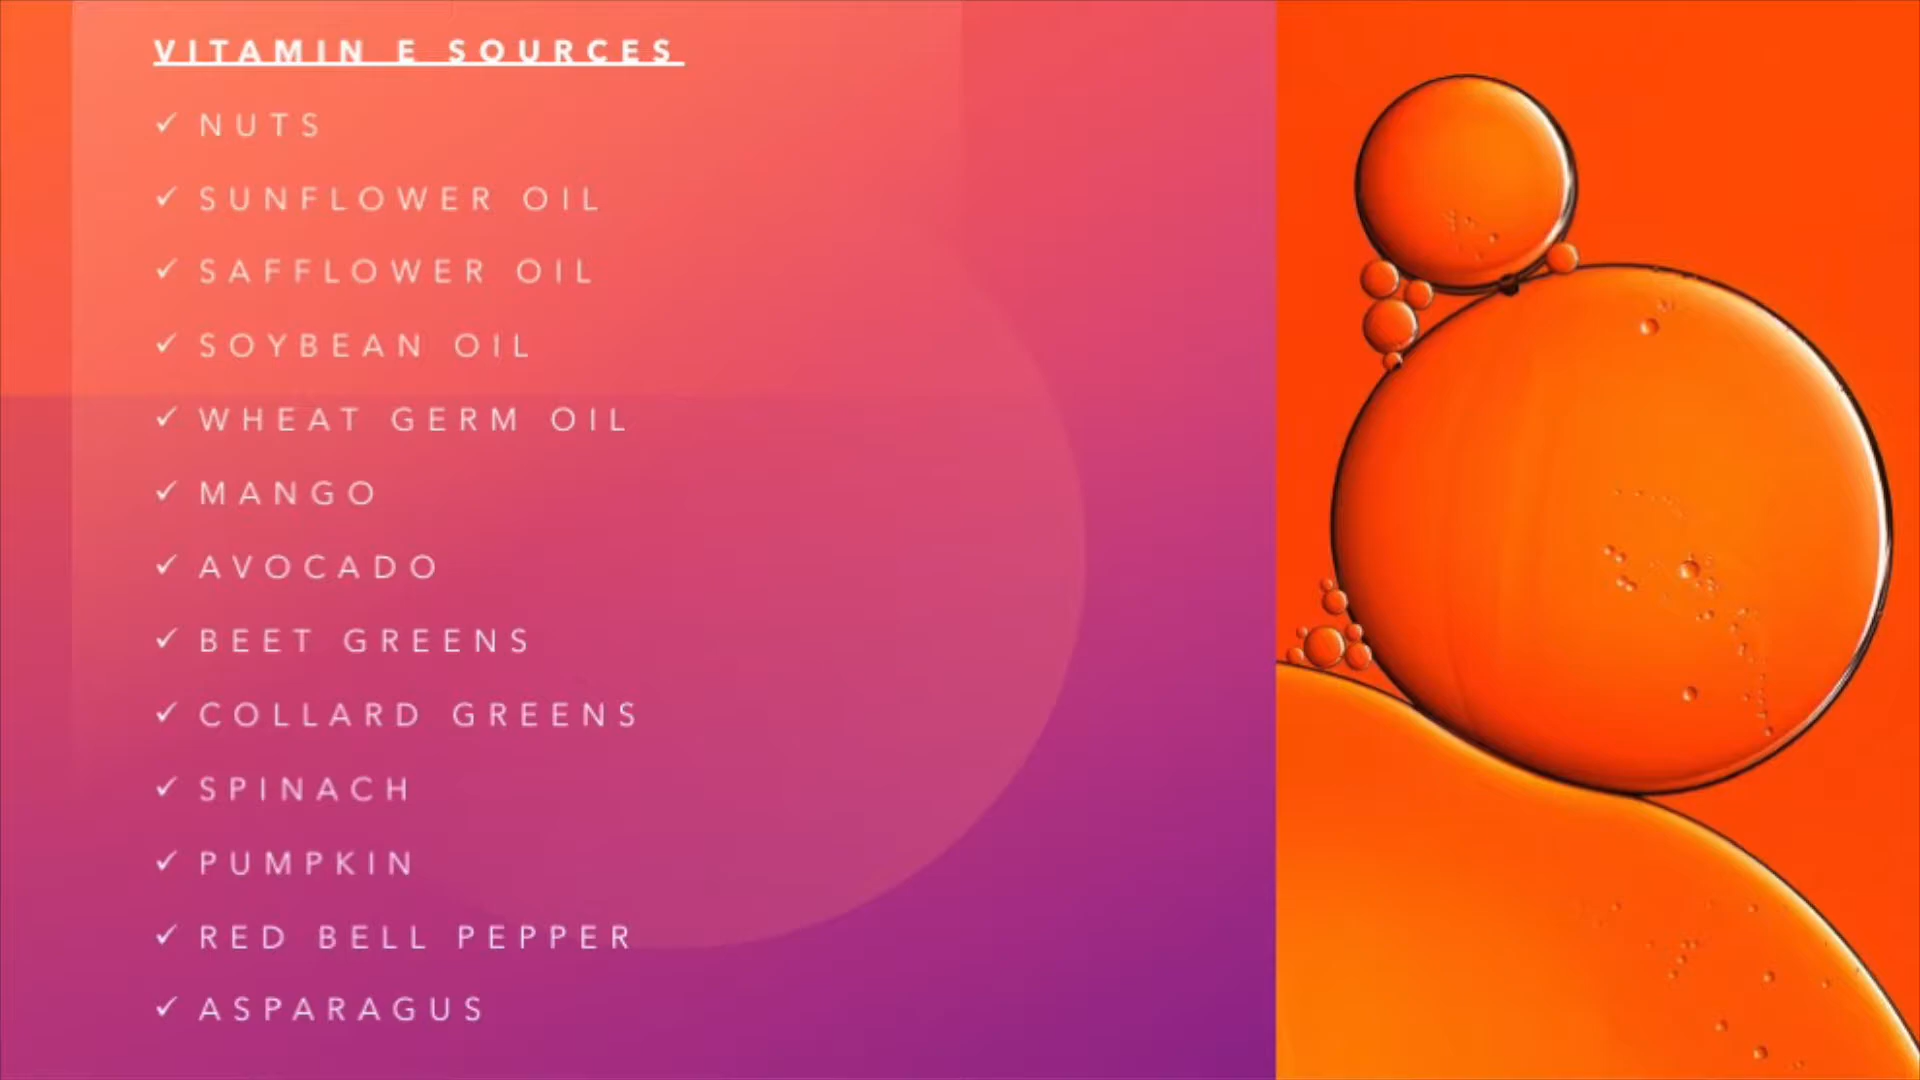 VITAMIN E SOURCES
✓ NUTS
✓ SUNFLOWER OIL
✓ SAFFLOWER OIL
✓ SOYBEAN OIL
✓ WHEAT GERM OIL
✓ MANGO
✓ AVOCADO
✓ BEET GREENS
✓ COLLARD GREENS
✓ SPINACH
✓ PUMPKIN
✓ RED BELL PEPPER
✓ ASPARAGUS